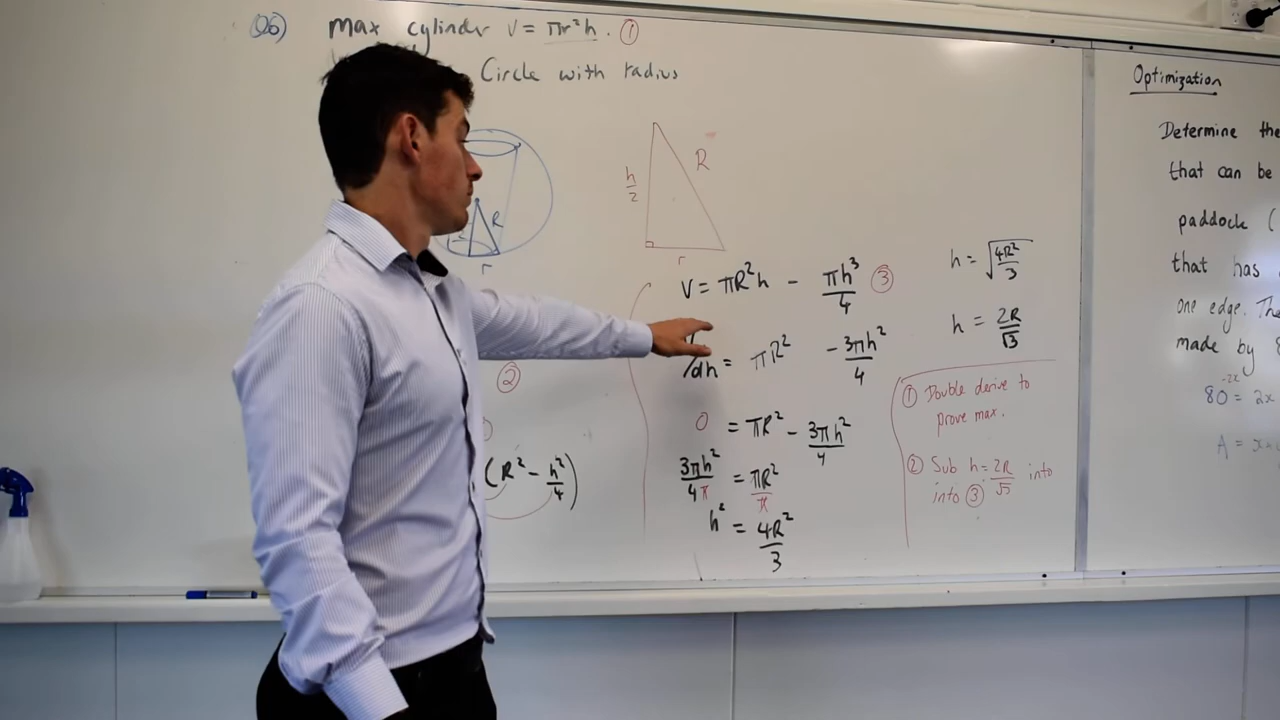 Q6) Max cylinder V = πr²h. ①
Circle with radius
R
r
h/2
R
r
V = πR²h - πh³/4 ③
/dh = πR² - 3πh²/4
0 = πR² - 3πh²/4
3πh²/4π = πR²/π
h² = 4R²/3
②
(R² - h²/4)
h = √(4R²/3)
h = 2R/√3
① Double derive to
prove max.
② Sub h = 2R/√3 into
into ③
Optimization
Determine the
that can be
paddock (
that has
one edge. The
made by 8
80 -2x = 2x
A =